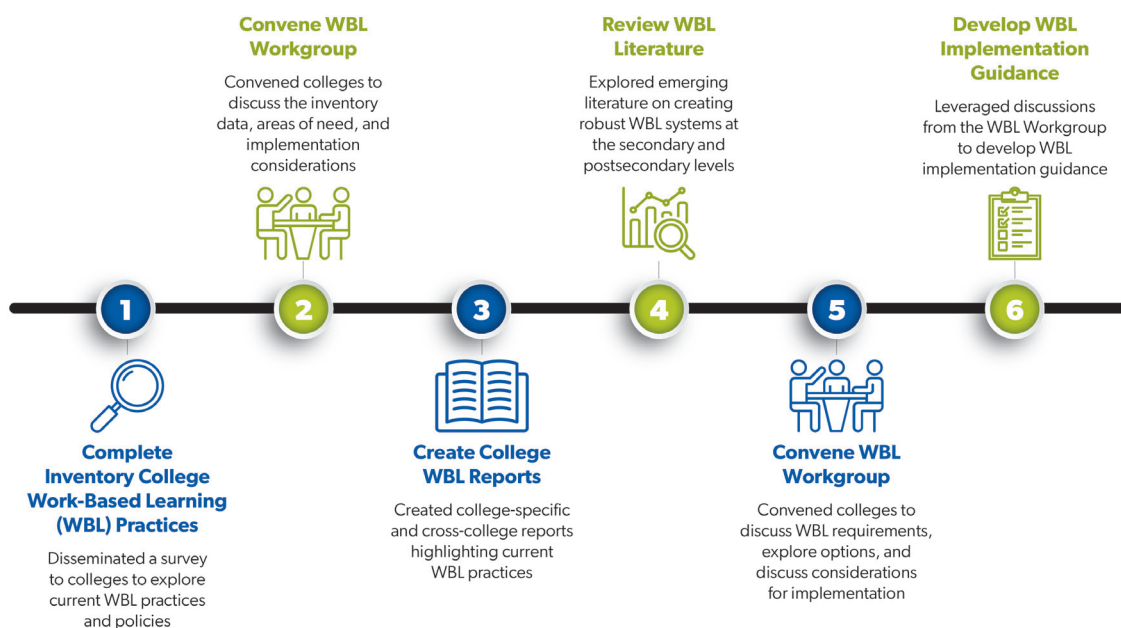 Convene WBL
Workgroup
Convened colleges to
discuss the inventory
data, areas of need, and
implementation
considerations
Review WBL
Literature
Explored emerging
literature on creating
robust WBL systems at
the secondary and
postsecondary levels
Develop WBL
Implementation
Guidance
Leveraged discussions
from the WBL Workgroup
to develop WBL
implementation guidance
1
2
3
4
5
6
Complete
Inventory College
Work-Based Learning
(WBL) Practices
Disseminated a survey
to colleges to explore
current WBL practices
and policies
Create College
WBL Reports
Created college-specific
and cross-college reports
highlighting current
WBL practices
Convene WBL
Workgroup
Convened colleges to
discuss WBL requirements,
explore options, and
discuss considerations
for implementation